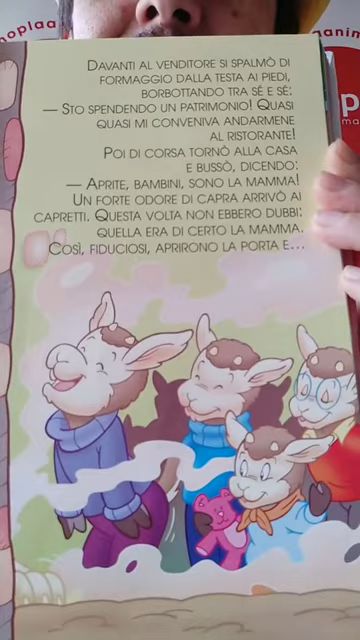 noplaa
nanim
p
ma
DAVANTI AL VENDITORE SI SPALMÒ DI
FORMAGGIO DALLA TESTA AI PIEDI,
BORBOTTANDO TRA SÉ E SÉ:
— STO SPENDENDO UN PATRIMONIO! QUASI
QUASI MI CONVENIVA ANDARMENE
AL RISTORANTE!
POI DI CORSA TORNÒ ALLA CASA
E BUSSÒ, DICENDO:
— APRITE, BAMBINI, SONO LA MAMMA!
UN FORTE ODORE DI CAPRA ARRIVÒ AI
CAPRETTI. QUESTA VOLTA NON EBBERO DUBBI:
QUELLA ERA DI CERTO LA MAMMA.
COSÌ, FIDUCIOSI, APRIRONO LA PORTA E...